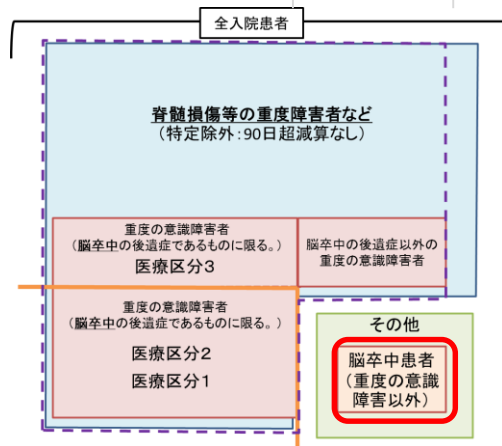 全入院患者
脊髄損傷等の重度障害者など
（特定除外：90日超減算なし）
重度の意識障害者
（脳卒中の後遺症であるものに限る。）
医療区分3
脳卒中の後遺症以外の
重度の意識障害者
重度の意識障害者
（脳卒中の後遺症であるものに限る。）
医療区分2
医療区分1
その他
脳卒中患者
（重度の意識
障害以外）